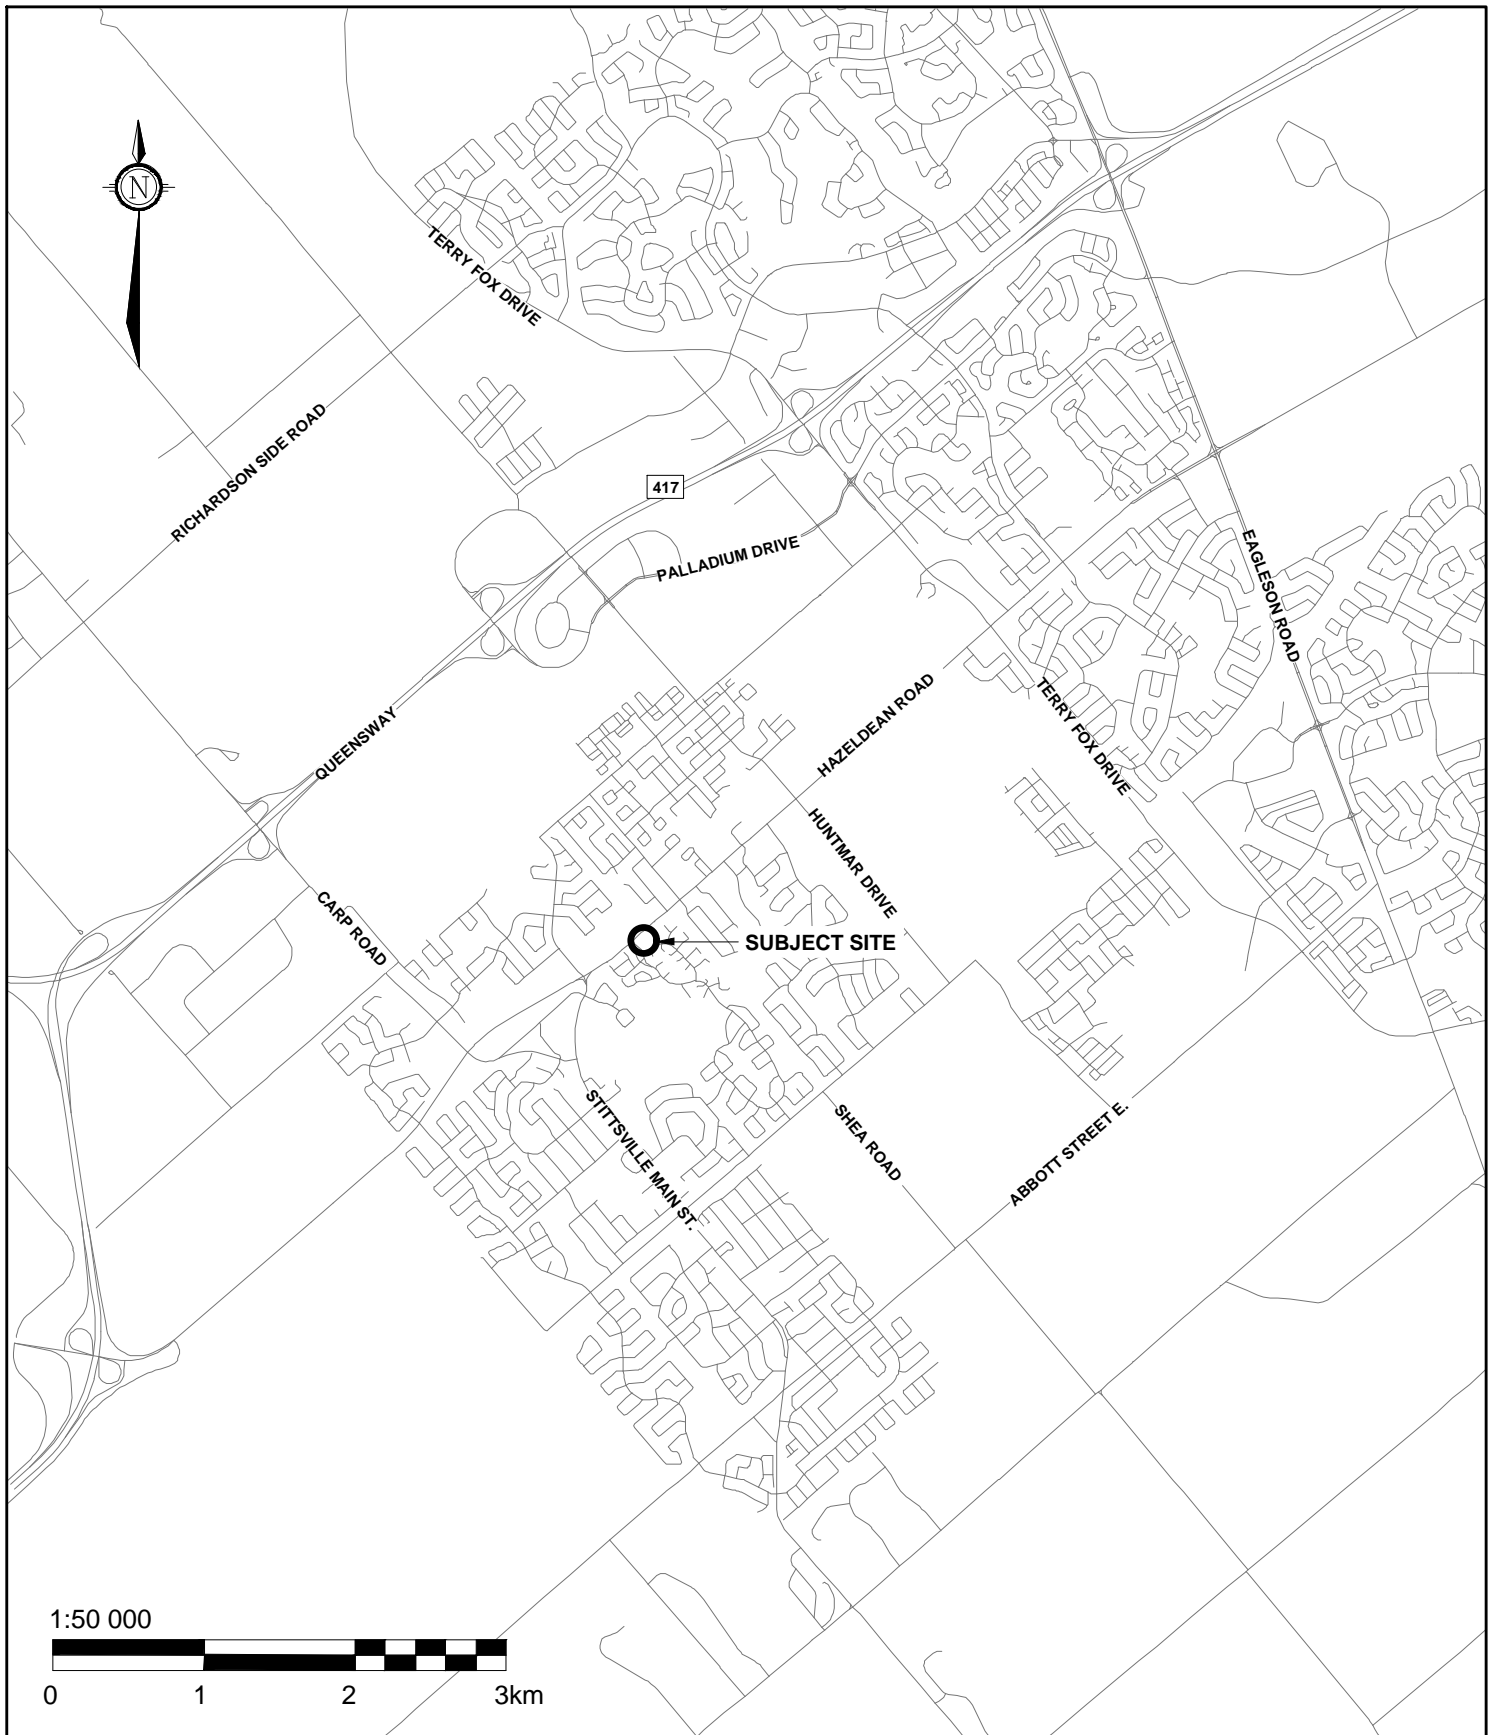 N
TERRY FOX DRIVE
RICHARDSON SIDE ROAD
417
PALLADIUM DRIVE
EAGLESON ROAD
QUEENSWAY
HAZELDEAN ROAD
TERRY FOX DRIVE
HUNTMAR DRIVE
CARP ROAD
SUBJECT SITE
STITTSVILLE MAIN ST.
SHEA ROAD
ABBOTT STREET E.
1:50 000
0 1 2 3km